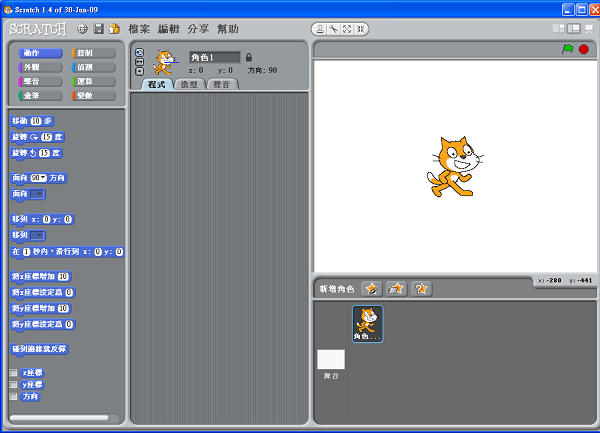 Scratch 1.4 of 30-Jun-09
SCRATCH 檔案 編輯 分享 幫助
動作 控制
外觀 偵測
聲音 運算
畫筆 變數
角色1
x: 0 y: 0 方向: 90
程式 造型 聲音
移動 10 步
旋轉 15 度
旋轉 15 度
面向 90 方向
面向
移到 x: 0 y: 0
移到
在 1 秒內，滑行到 x: 0 y: 0
將x座標增加 10
將x座標設定為 0
將y座標增加 10
將y座標設定為 0
碰到邊緣就反彈
x座標
y座標
方向
x: -280 y: -441
新增角色
角色...
舞台